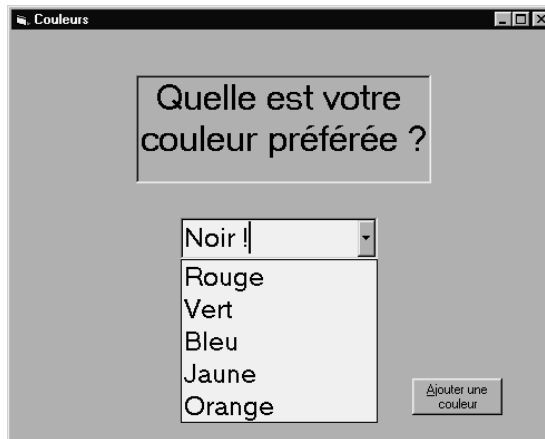 Couleurs
Quelle est votre
couleur préférée ?
Noir !
Rouge
Vert
Bleu
Jaune
Orange
Ajouter une
couleur